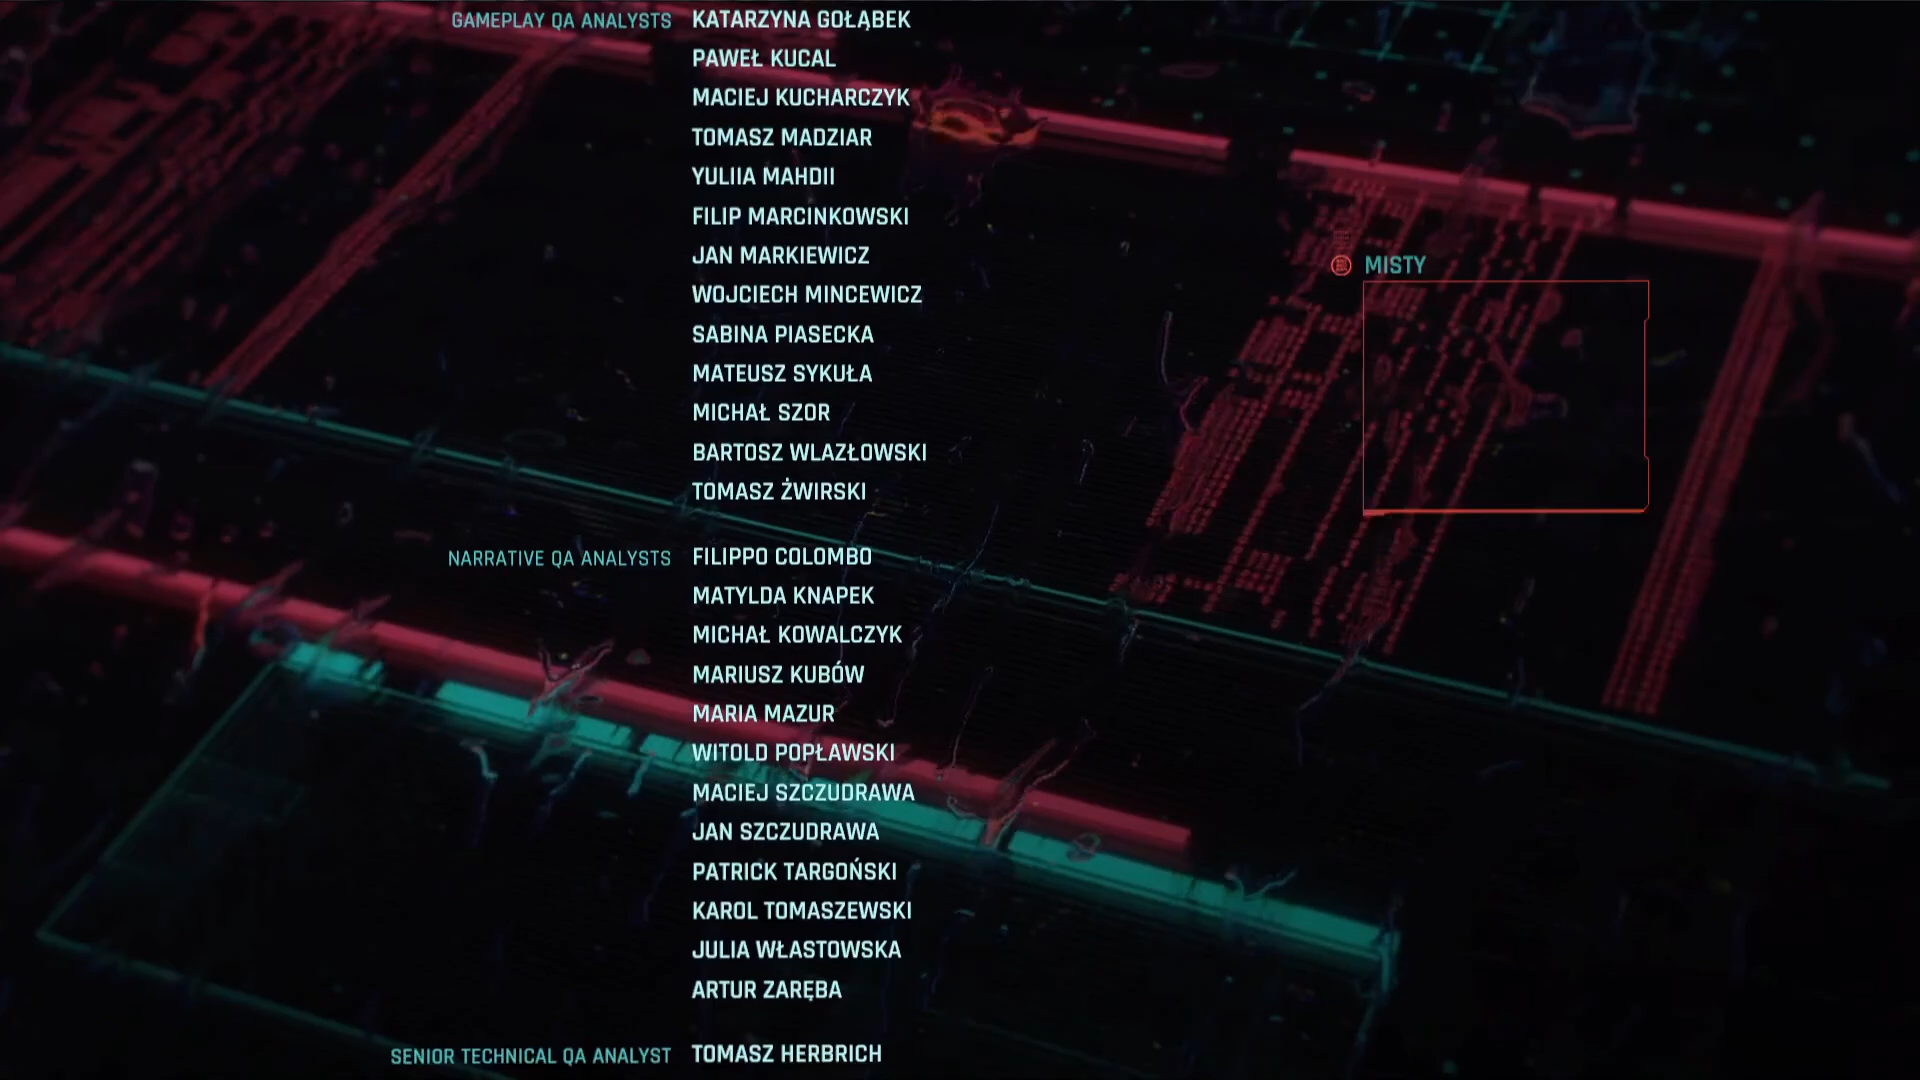 GAMEPLAY QA ANALYSTS KATARZYNA GOŁĄBEK
PAWEŁ KUCAL
MACIEJ KUCHARCZYK
TOMASZ MADZIAR
YULIIA MAHDII
FILIP MARCINKOWSKI
JAN MARKIEWICZ
WOJCIECH MINCEWICZ
SABINA PIASECKA
MATEUSZ SYKUŁA
MICHAŁ SZOR
BARTOSZ WLAZŁOWSKI
TOMASZ ŻWIRSKI
NARRATIVE QA ANALYSTS FILIPPO COLOMBO
MATYLDA KNAPEK
MICHAŁ KOWALCZYK
MARIUSZ KUBÓW
MARIA MAZUR
WITOLD POPŁAWSKI
MACIEJ SZCZUDRAWA
JAN SZCZUDRAWA
PATRICK TARGOŃSKI
KAROL TOMASZEWSKI
JULIA WŁASTOWSKA
ARTUR ZARĘBA
SENIOR TECHNICAL QA ANALYST TOMASZ HERBRICH
MISTY